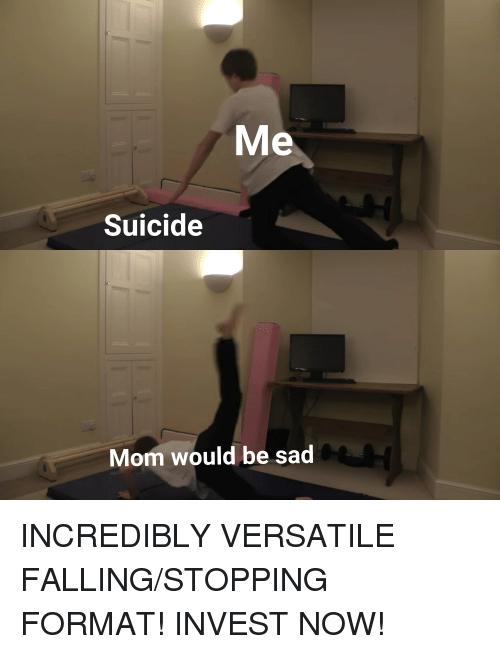 Me
Suicide
Mom would be sad
INCREDIBLY VERSATILE
FALLING/STOPPING
FORMAT! INVEST NOW!